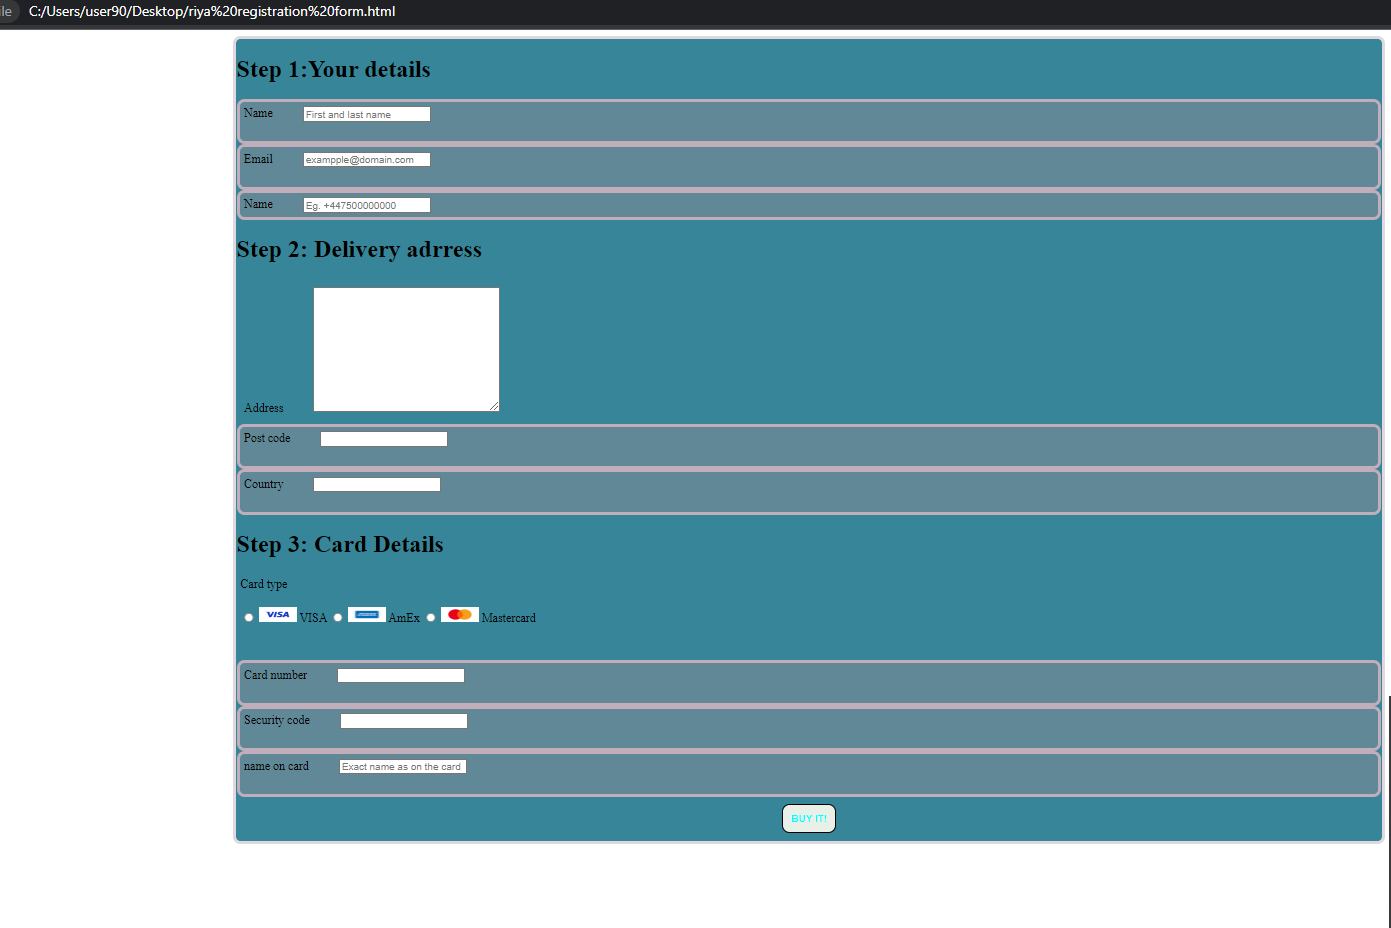 ile C:/Users/user90/Desktop/riya%20registration%20form.html
Step 1:Your details
Name First and last name
Email exampple@domain.com
Name Eg. +447500000000
Step 2: Delivery adrress
Address
Post code
Country
Step 3: Card Details
Card type
VISA VISA AmEx Mastercard
Card number
Security code
name on card Exact name as on the card
BUY IT!